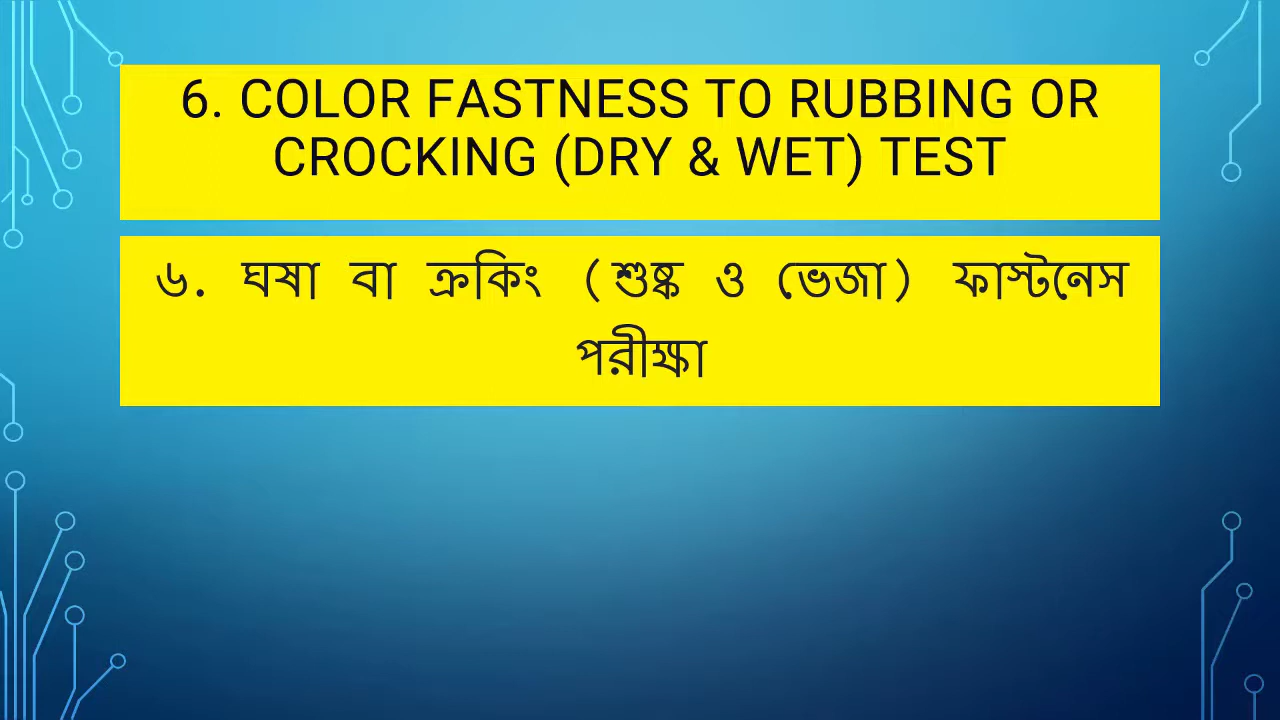 6. COLOR FASTNESS TO RUBBING OR
CROCKING (DRY & WET) TEST
৬. ঘষা বা ক্রকিং (শুষ্ক ও ভেজা) ফাস্টনেস
পরীক্ষা